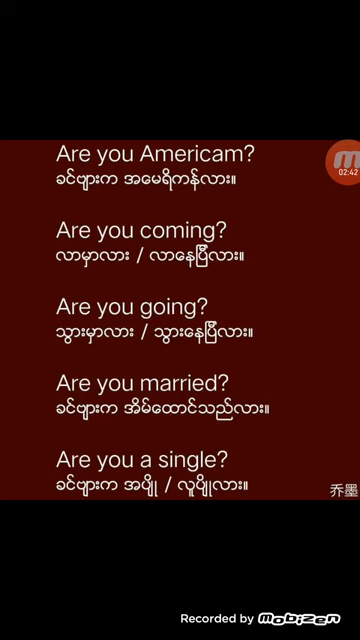 Are you Americam?
ခင်ဗျားက အမေရိကန်လား။
02:42
Are you coming?
လာမှာလား / လာနေပြီလား။
Are you going?
သွားမှာလား / သွားနေပြီလား။
Are you married?
ခင်ဗျားက အိမ်ထောင်သည်လား။
Are you a single?
ခင်ဗျားက အပျို / လူပျိုလား။
乔墨
Recorded by mobizen